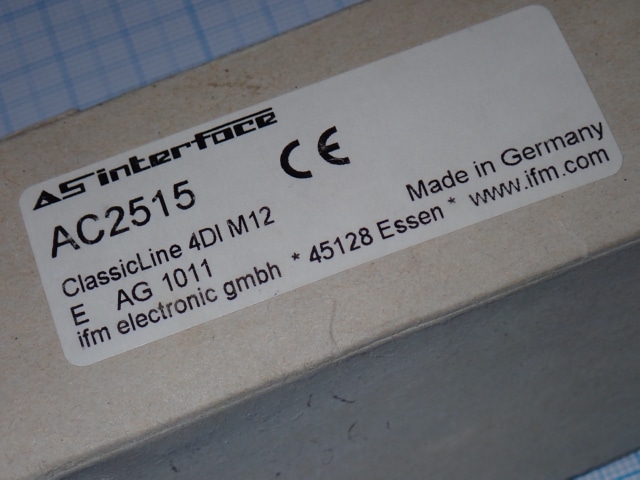 AS interface
AC2515
CE
ClassicLine 4DI M12
E AG 1011 Made in Germany
ifm electronic gmbh * 45128 Essen * www.ifm.com